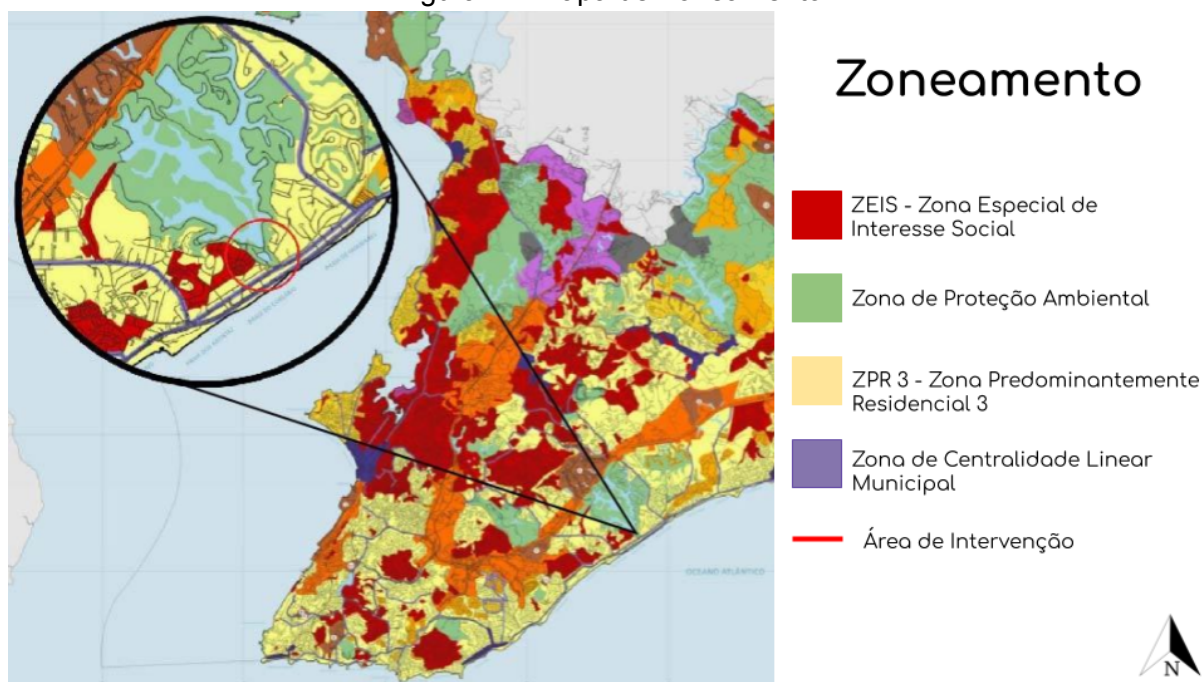 Zoneamento
ZEIS - Zona Especial de
Interesse Social
Zona de Proteção Ambiental
ZPR 3 - Zona Predominantemente
Residencial 3
Zona de Centralidade Linear
Municipal
Área de Intervenção
OCEANO ATLÂNTICO
N